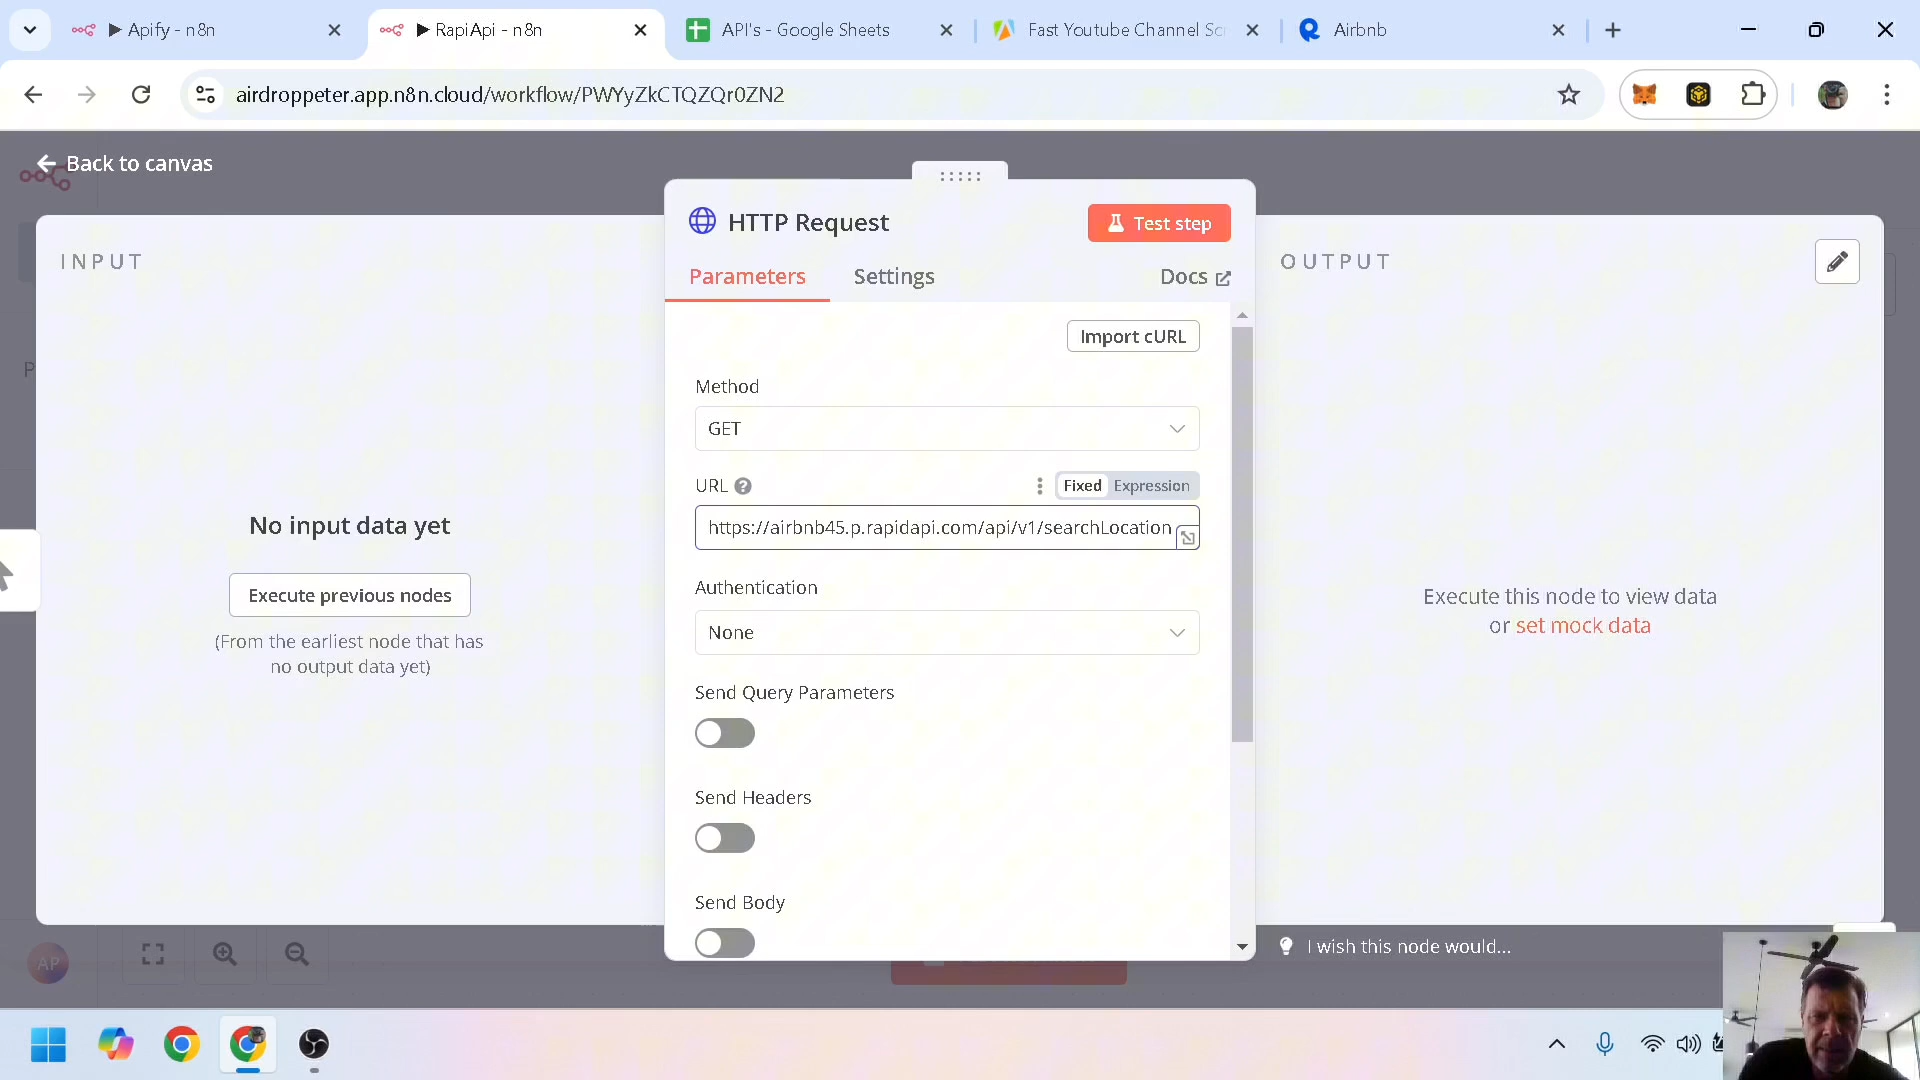 ▶ Apify - n8n
▶ RapiApi - n8n
API's - Google Sheets
Fast Youtube Channel Scr
Airbnb
airdroppeter.app.n8n.cloud/workflow/PWYyZkCTQZQr0ZN2
Back to canvas
INPUT
HTTP Request
Test step
OUTPUT
Parameters
Settings
Docs
Import cURL
Method
GET
URL
Fixed
Expression
https://airbnb45.p.rapidapi.com/api/v1/searchLocation
No input data yet
Execute previous nodes
(From the earliest node that has
no output data yet)
Authentication
None
Execute this node to view data
or set mock data
Send Query Parameters
Send Headers
Send Body
I wish this node would...
P
AP